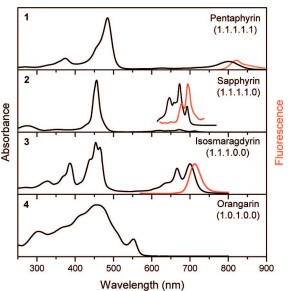 1
Pentaphyrin
(1.1.1.1.1)
2
Sapphyrin
(1.1.1.1.0)
3
Isosmaragdyrin
(1.1.1.0.0)
4
Orangarin
(1.0.1.0.0)
Absorbance
Fluorescence
300 400 500 600 700 800 900
Wavelength (nm)